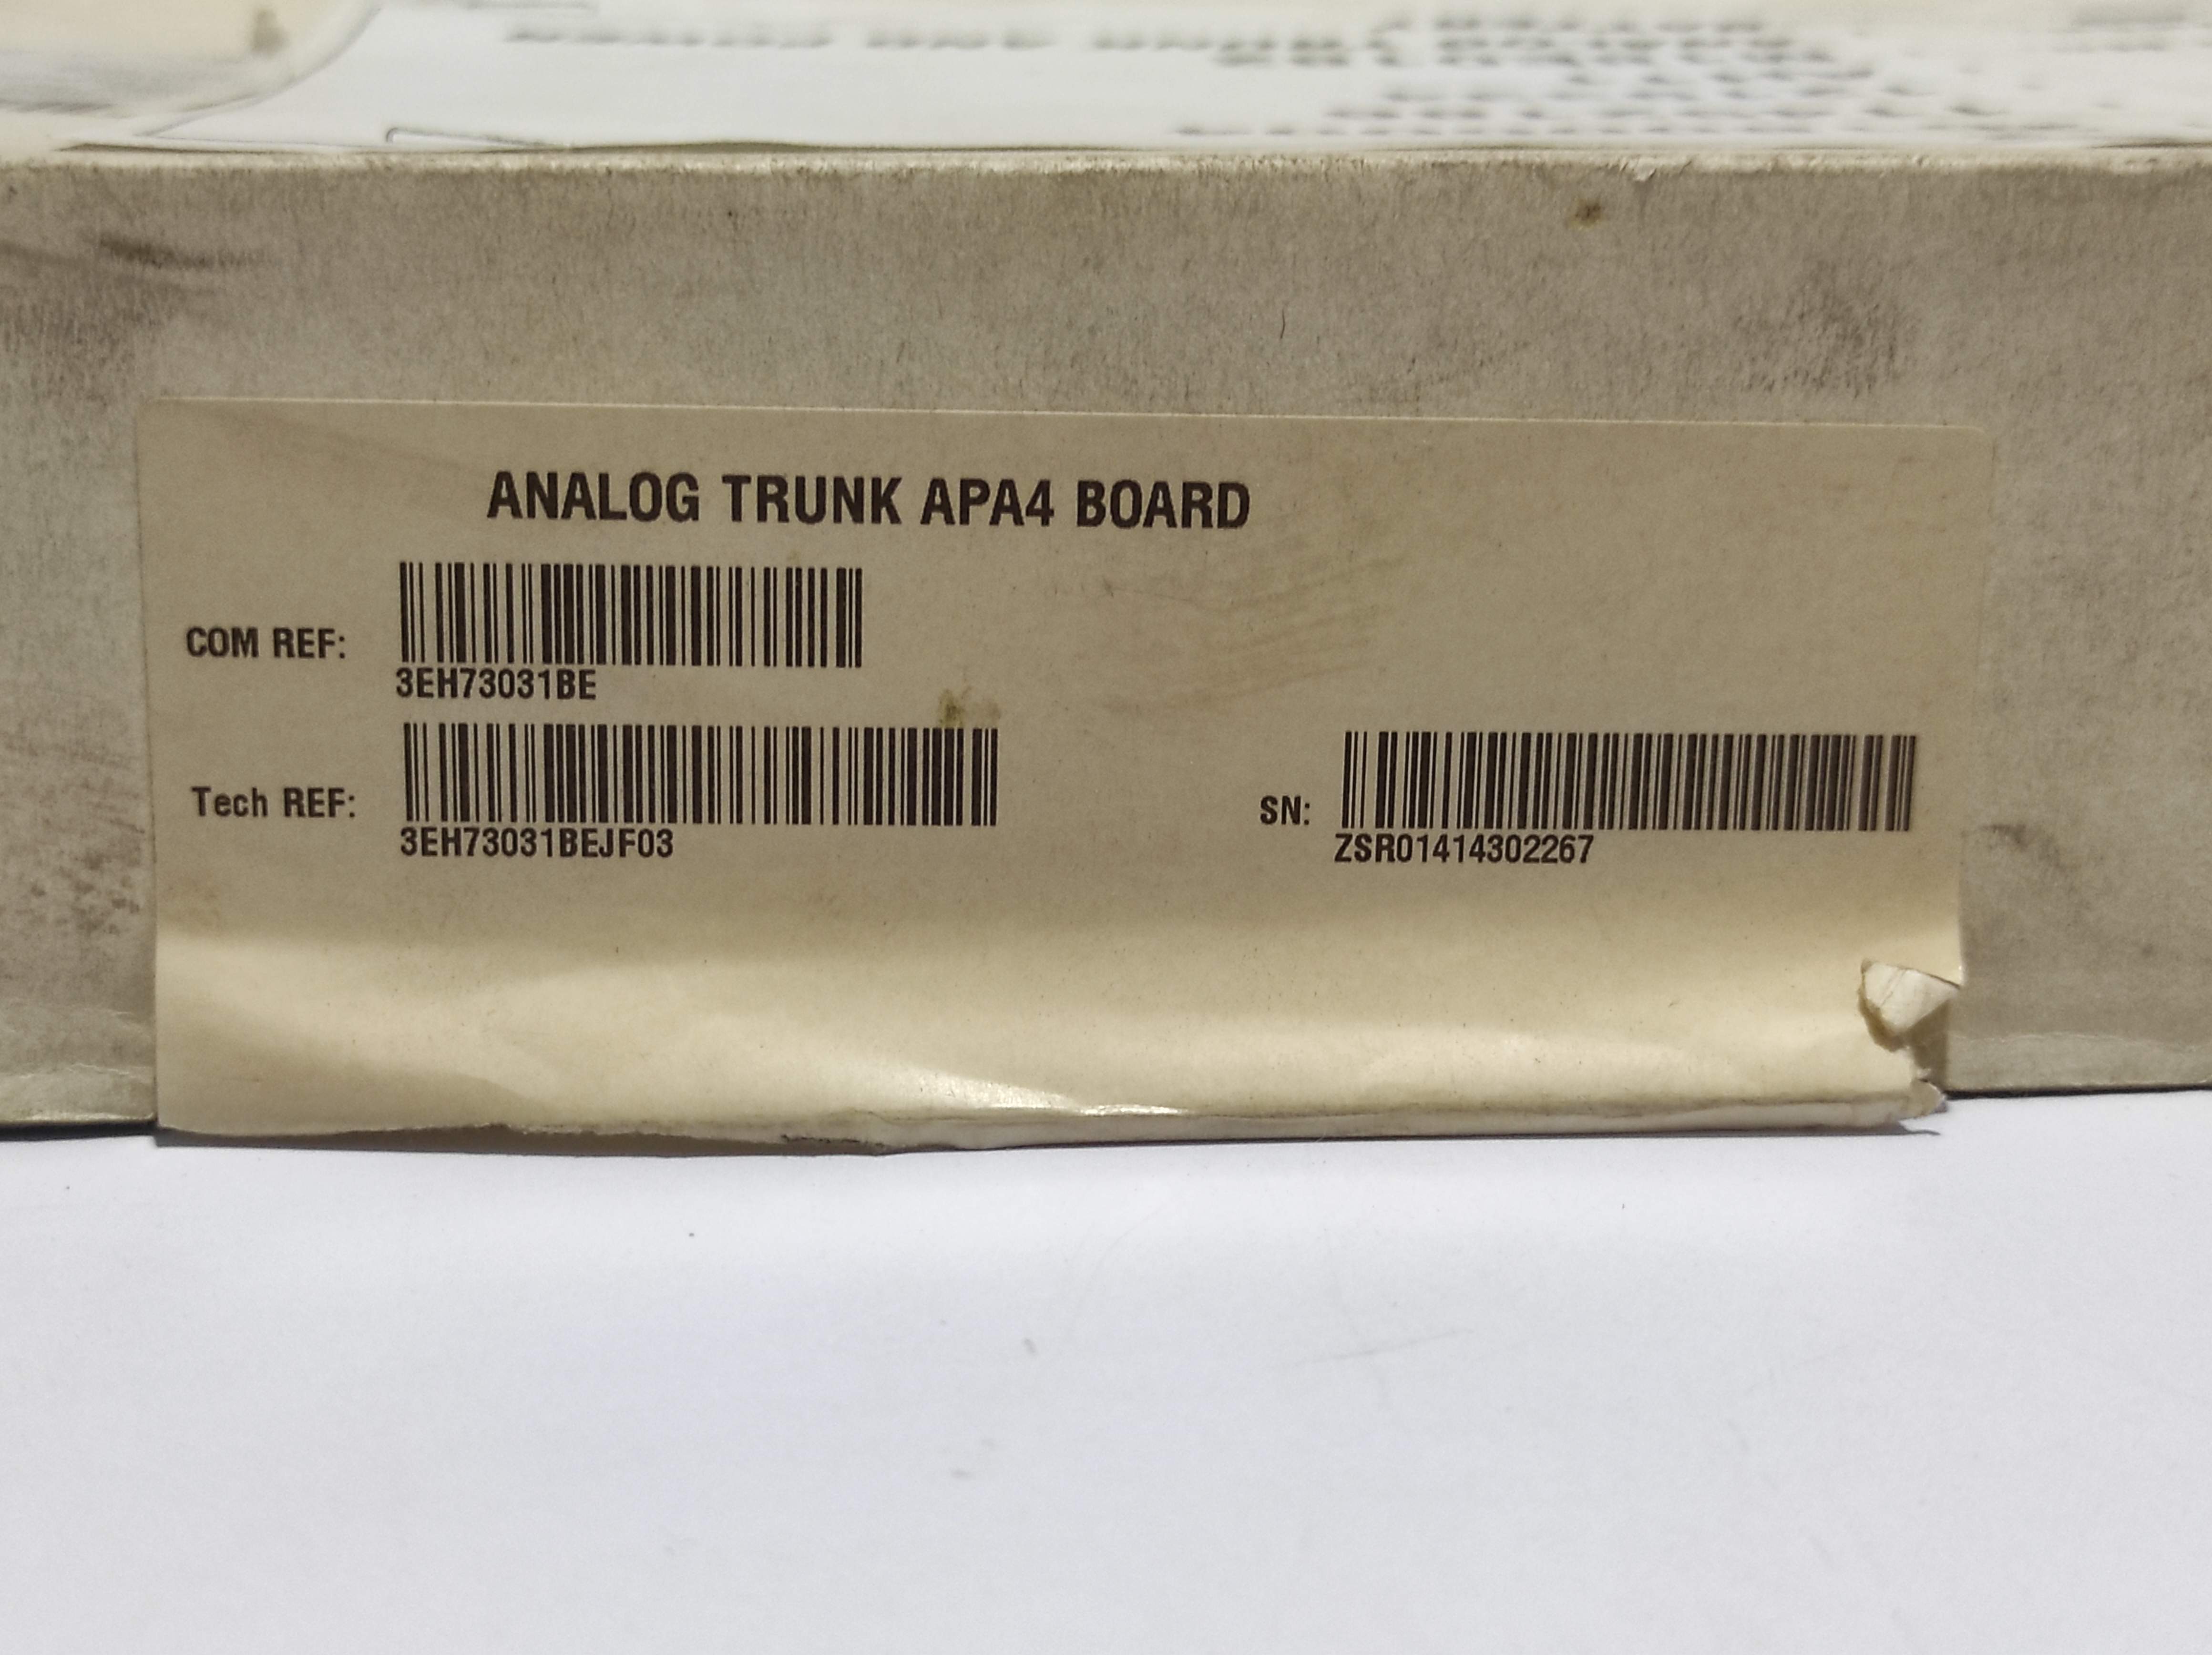 ANALOG TRUNK APA4 BOARD
COM REF:
3EH73031BE
Tech REF:
3EH73031BEJF03
SN:
ZSR01414302267